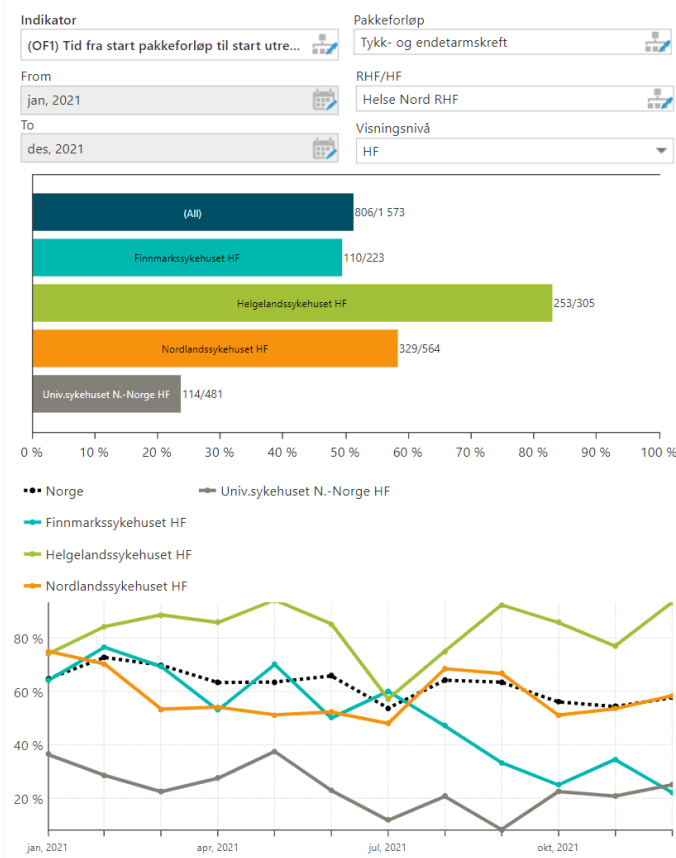 Indikator
Pakkeforløp
(OF1) Tid fra start pakkeforløp til start utre...
Tykk- og endetarmskreft
From
RHF/HF
jan, 2021
Helse Nord RHF
To
Visningsnivå
des, 2021
HF
(All)
806/1 573
Finnmarkssykehuset HF
110/223
Helgelandssykehuset HF
253/305
Nordlandssykehuset HF
329/564
Univ.sykehuset N.-Norge HF
114/481
0 % 10 % 20 % 30 % 40 % 50 % 60 % 70 % 80 % 90 % 100 %
Norge
Univ.sykehuset N.-Norge HF
Finnmarkssykehuset HF
Helgelandssykehuset HF
Nordlandssykehuset HF
80 %
60 %
40 %
20 %
jan, 2021 apr, 2021 jul, 2021 okt, 2021